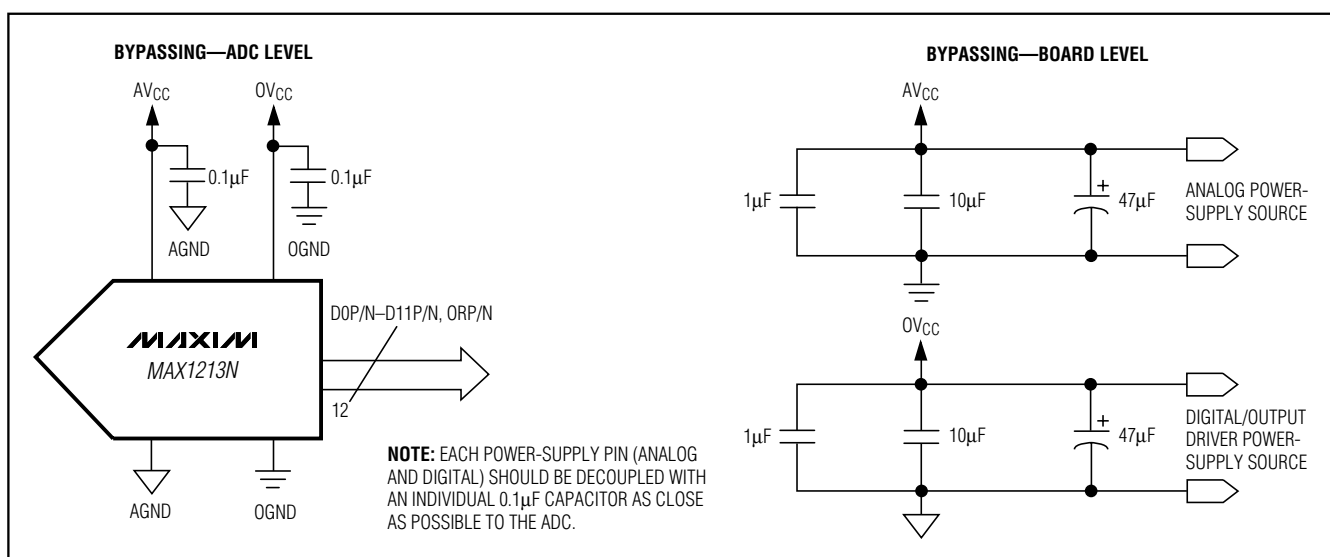 BYPASSING—ADC LEVEL
AVCC
OVCC
0.1µF
0.1µF
AGND
OGND
MAXIM
MAX1213N
D0P/N–D11P/N, ORP/N
12
AGND
OGND
NOTE: EACH POWER-SUPPLY PIN (ANALOG
AND DIGITAL) SHOULD BE DECOUPLED WITH
AN INDIVIDUAL 0.1µF CAPACITOR AS CLOSE
AS POSSIBLE TO THE ADC.
BYPASSING—BOARD LEVEL
AVCC
1µF
10µF
+
47µF
ANALOG POWER-
SUPPLY SOURCE
OVCC
1µF
10µF
+
47µF
DIGITAL/OUTPUT
DRIVER POWER-
SUPPLY SOURCE